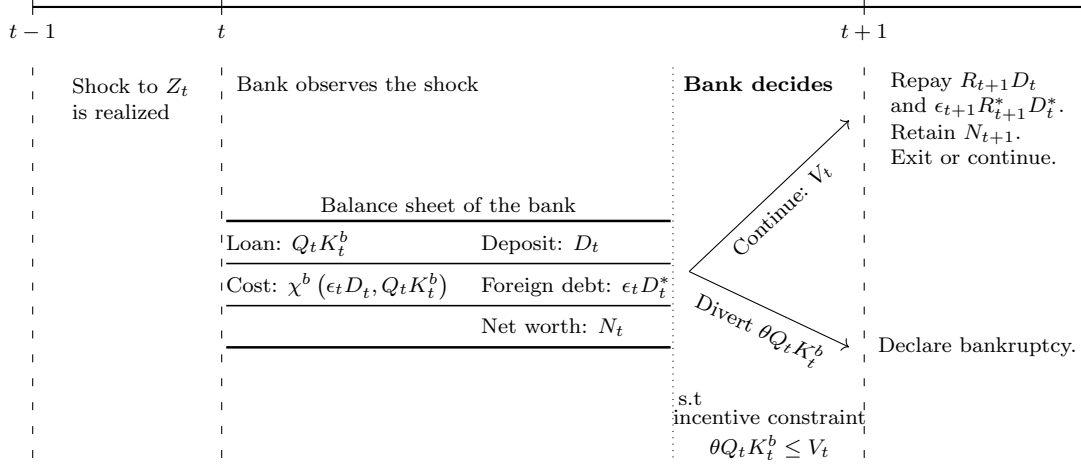 t − 1
t
t + 1
Shock to Z_t
is realized
Bank observes the shock
Bank decides
Repay R_{t+1}D_t
and ϵ_{t+1}R^*_{t+1}D^*_t.
Retain N_{t+1}.
Exit or continue.
Continue: V_t
Balance sheet of the bank
Loan: Q_tK^b_t
Deposit: D_t
Cost: χ^b (ϵ_tD_t, Q_tK^b_t)
Foreign debt: ϵ_tD^*_t
Net worth: N_t
Divert θQ_tK^b_t
Declare bankruptcy.
s.t
incentive constraint
θQ_tK^b_t ≤ V_t